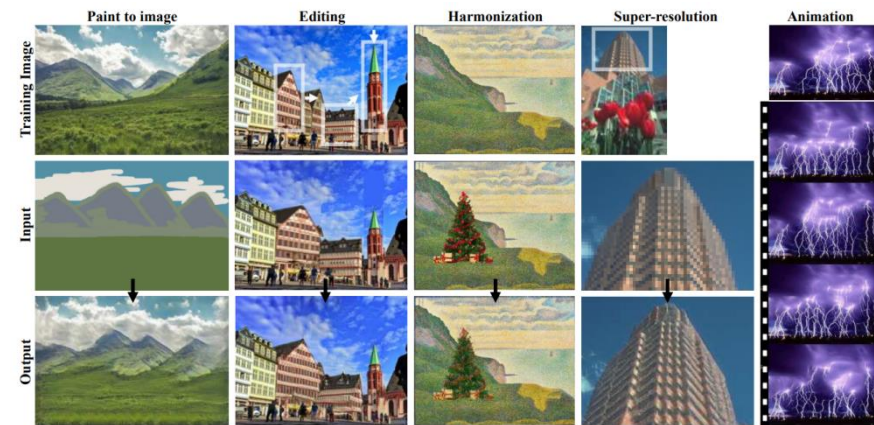 Paint to image
Editing
Harmonization
Super-resolution
Animation
Training Image
Input
Output